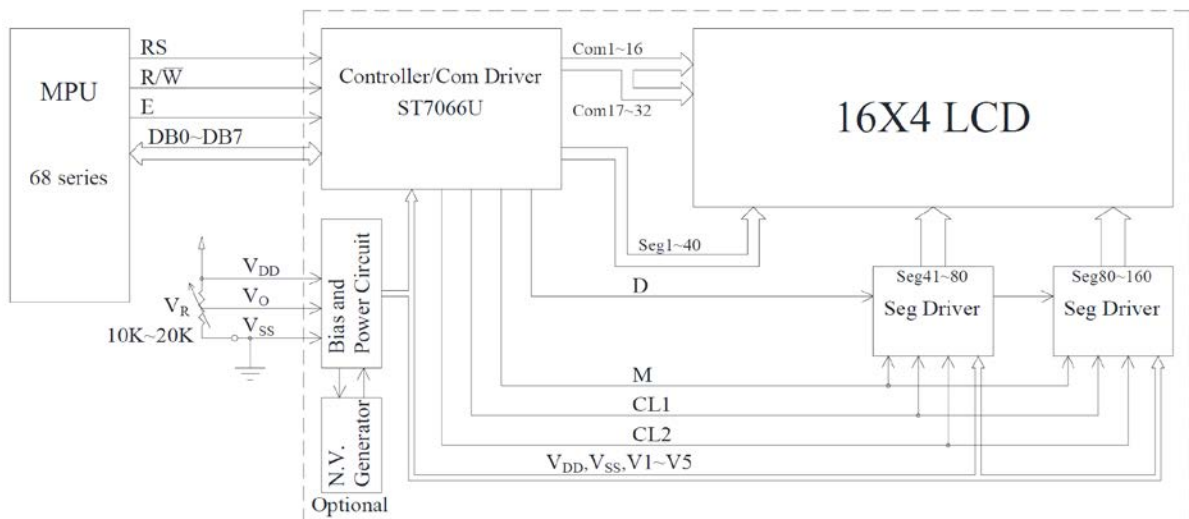 MPU
68 series
RS
R/W̅
E
DB0~DB7
Controller/Com Driver
ST7066U
Com1~16
Com17~32
16X4 LCD
Seg1~40
Seg41~80
Seg Driver
Seg80~160
Seg Driver
VDD
VO
VSS
VR
10K~20K
Bias and
Power Circuit
N.V.
Generator
Optional
D
M
CL1
CL2
VDD,VSS,V1~V5